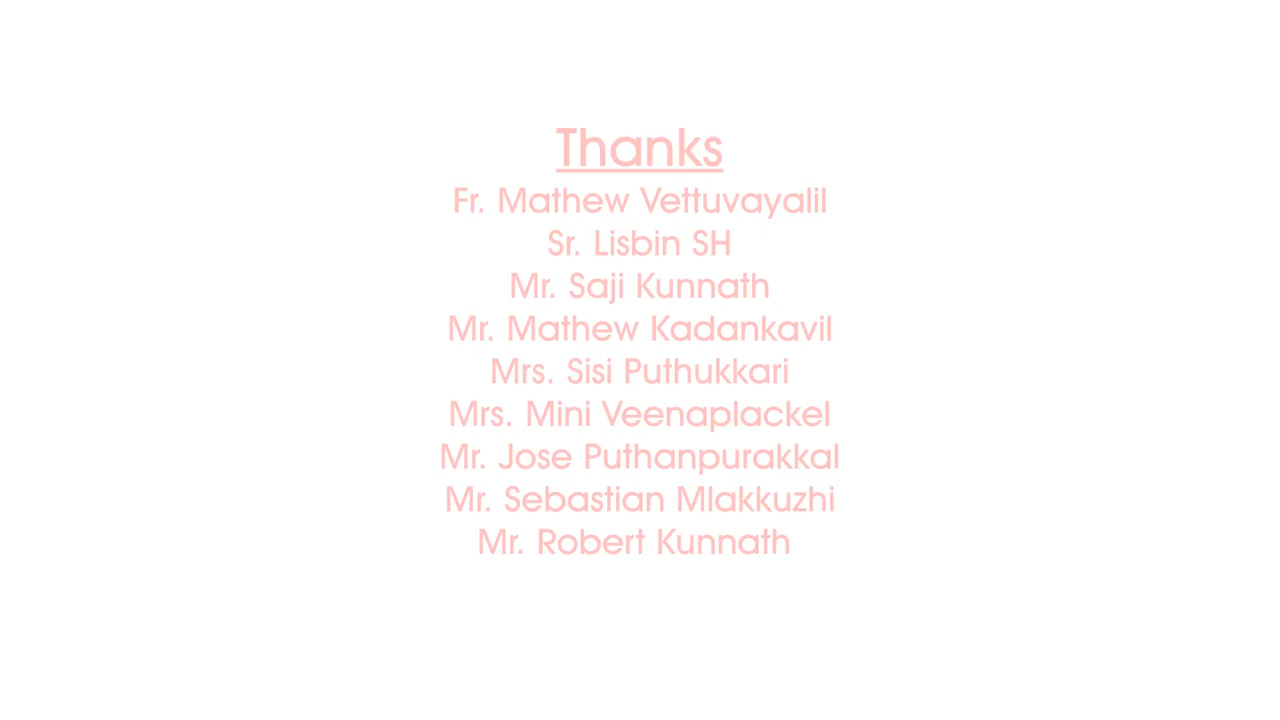 Thanks
Fr. Mathew Vettuvayalil
Sr. Lisbin SH
Mr. Saji Kunnath
Mr. Mathew Kadankavil
Mrs. Sisi Puthukkari
Mrs. Mini Veenaplackel
Mr. Jose Puthanpurakkal
Mr. Sebastian Mlakkuzhi
Mr. Robert Kunnath